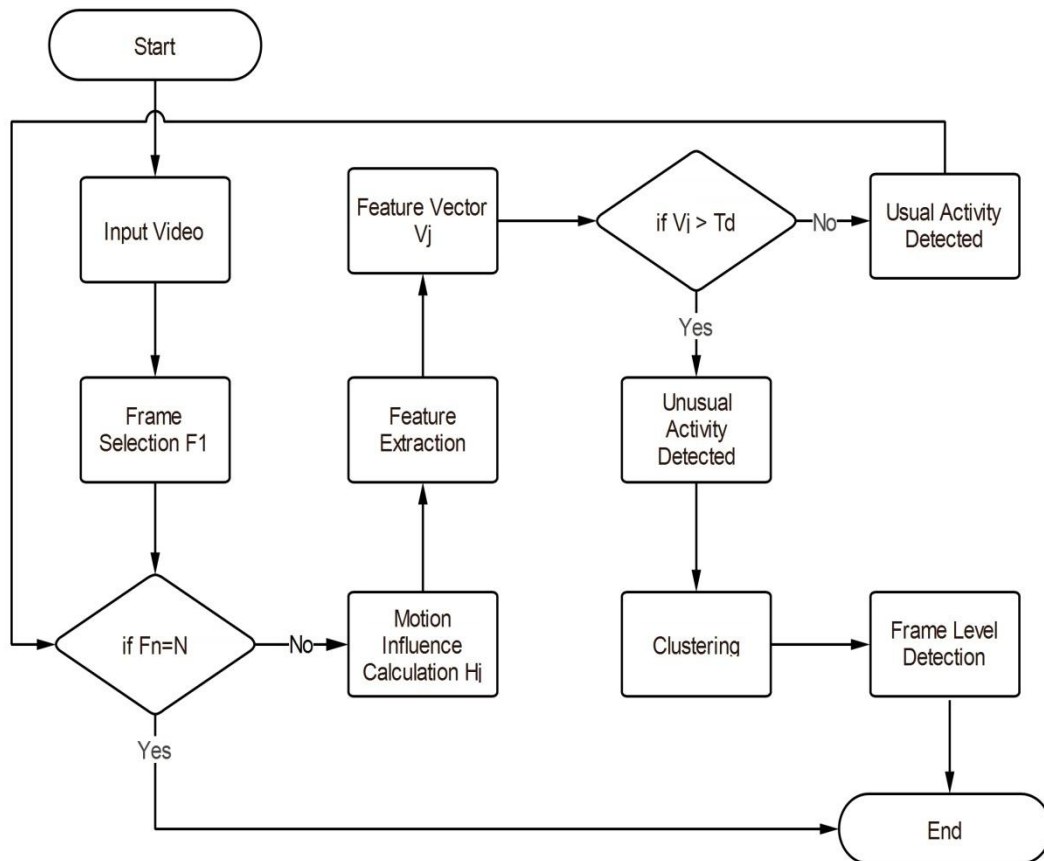 Start
Input Video
Frame
Selection F1
if Fn=N
Yes
No
Motion
Influence
Calculation Hj
Feature
Extraction
Feature Vector
Vj
if Vj > Td
No
Usual Activity
Detected
Yes
Unusual
Activity
Detected
Clustering
Frame Level
Detection
End